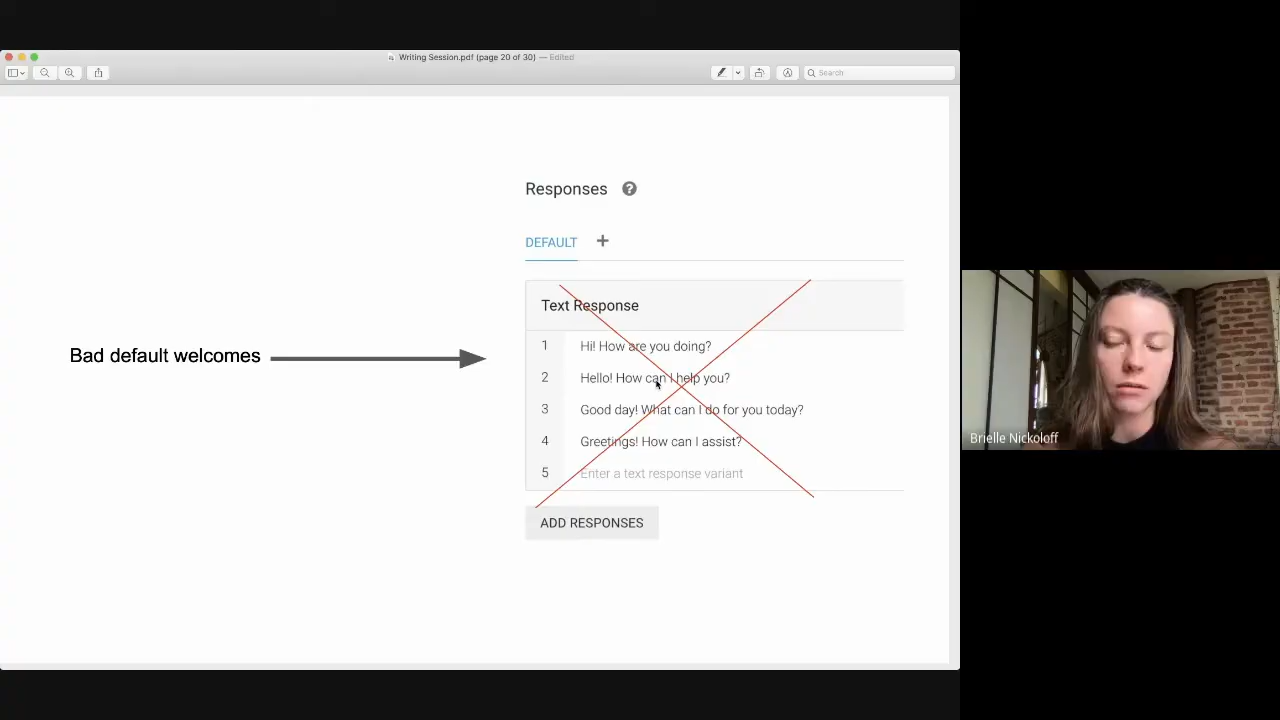 Writing Session.pdf (page 20 of 30) — Edited
Search
Responses ?
DEFAULT +
Text Response
1 Hi! How are you doing?
2 Hello! How can I help you?
Bad default welcomes
3 Good day! What can I do for you today?
4 Greetings! How can I assist?
5 Enter a text response variant
ADD RESPONSES
Brielle Nickoloff